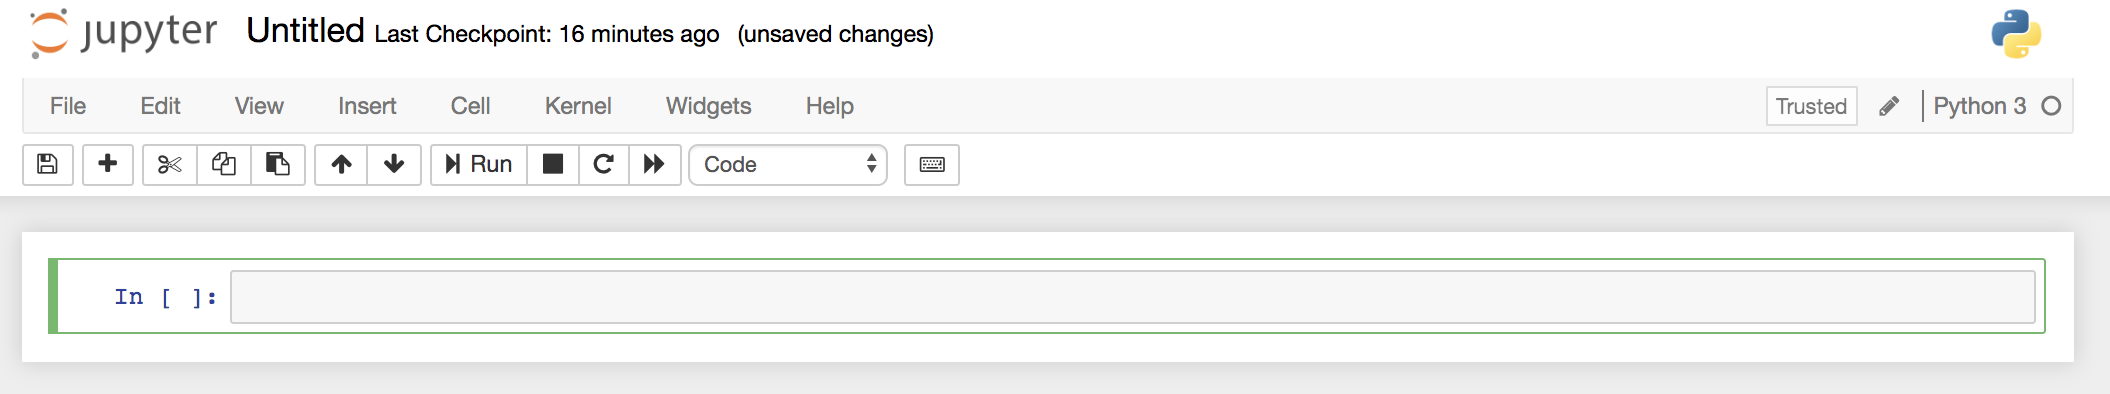 jupyter Untitled Last Checkpoint: 16 minutes ago (unsaved changes)
File Edit View Insert Cell Kernel Widgets Help Trusted Python 3
Run Code
In [ ]: